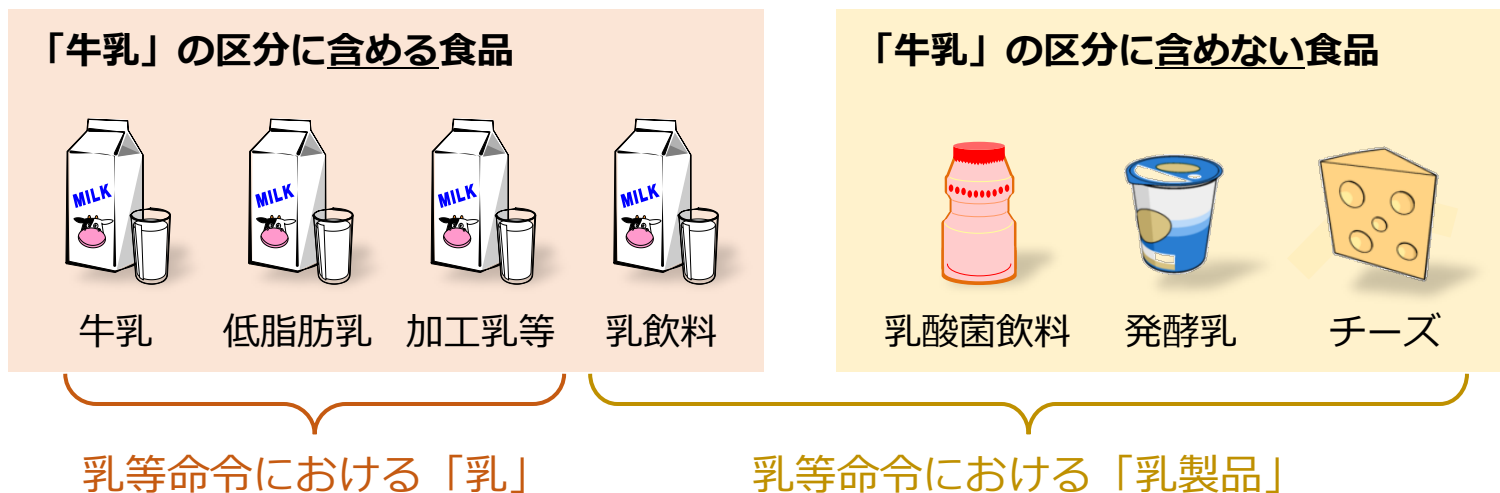 「牛乳」の区分に含める食品
「牛乳」の区分に含めない食品
MILK
MILK
MILK
MILK
牛乳
低脂肪乳
加工乳等
乳飲料
乳酸菌飲料
発酵乳
チーズ
乳等命令における「乳」
乳等命令における「乳製品」